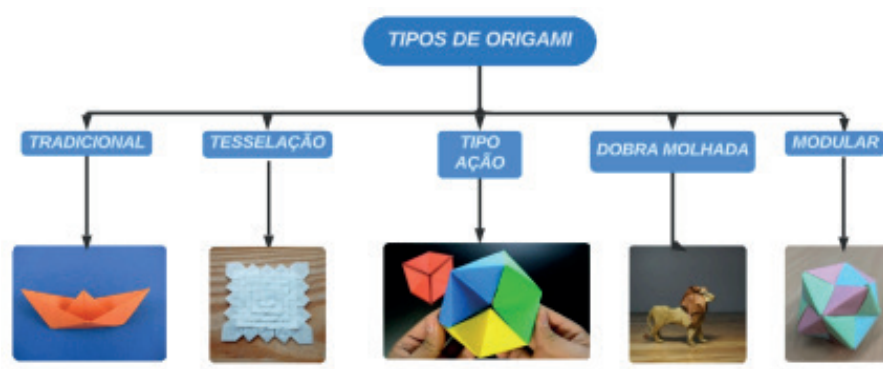 TIPOS DE ORIGAMI
TRADICIONAL
TESSELAÇÃO
TIPO
AÇÃO
DOBRA MOLHADA
MODULAR